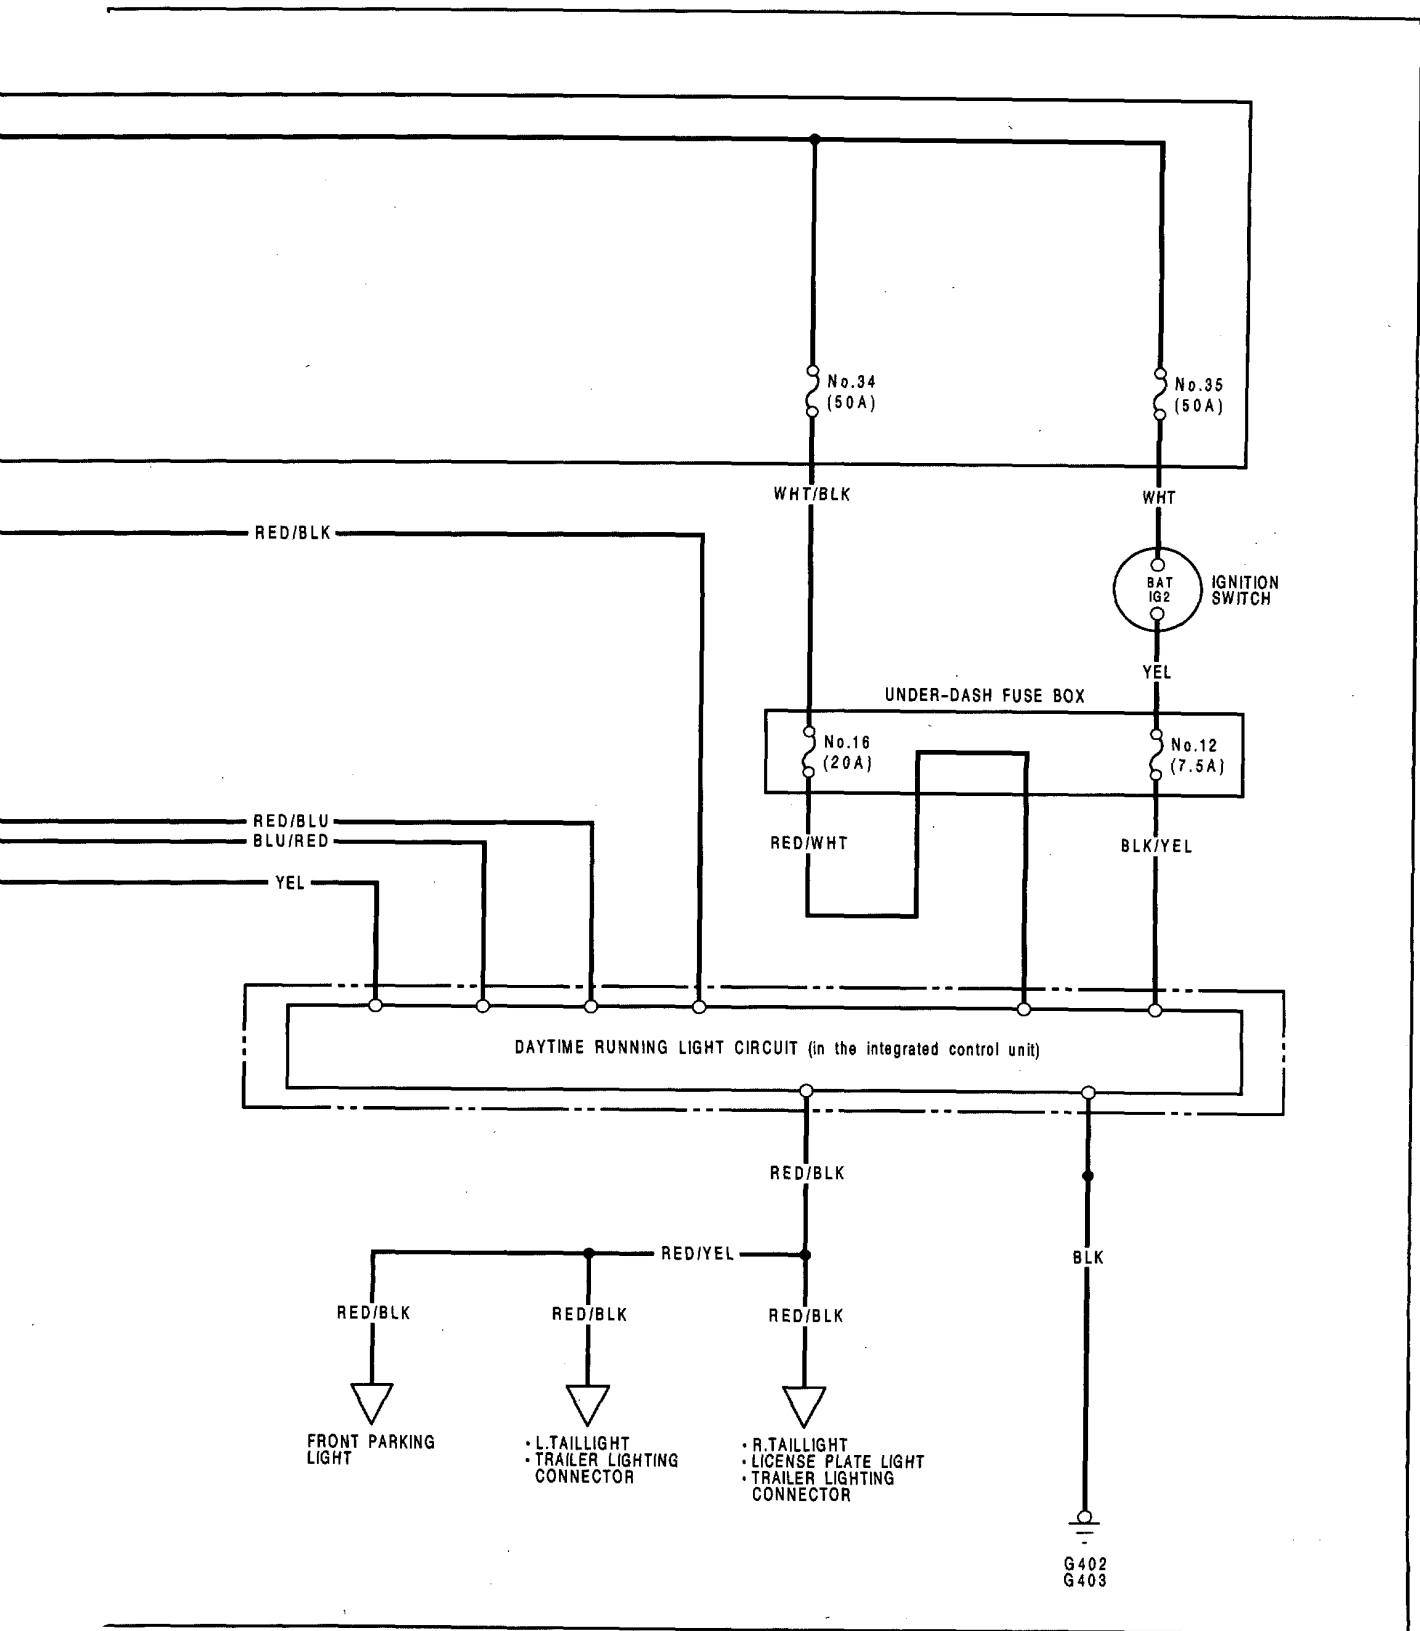 No.34
(50A)
No.35
(50A)
WHT/BLK
WHT
RED/BLK
BAT
IG2
IGNITION
SWITCH
YEL
UNDER-DASH FUSE BOX
No.16
(20A)
No.12
(7.5A)
RED/BLU
BLU/RED
RED/WHT
BLK/YEL
YEL
DAYTIME RUNNING LIGHT CIRCUIT (in the integrated control unit)
RED/BLK
RED/YEL
BLK
RED/BLK
RED/BLK
RED/BLK
FRONT PARKING
LIGHT
• L.TAILLIGHT
• TRAILER LIGHTING
CONNECTOR
• R.TAILLIGHT
• LICENSE PLATE LIGHT
• TRAILER LIGHTING
CONNECTOR
G402
G403